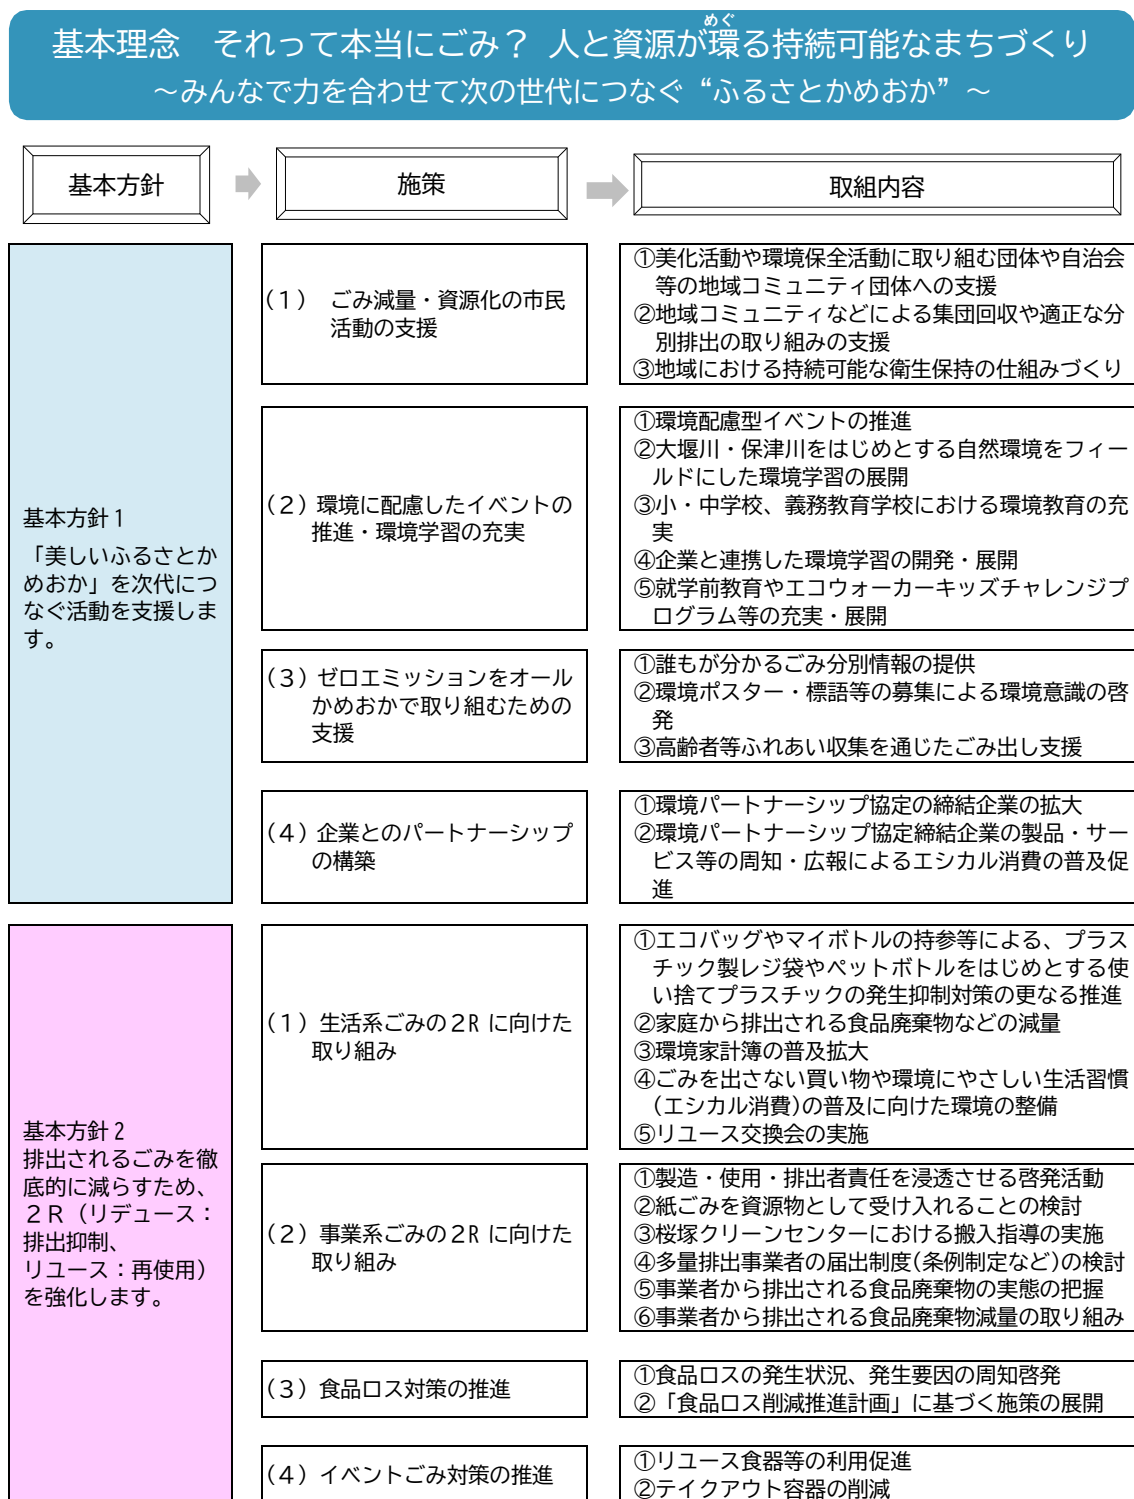 めぐ
基本理念　それって本当にごみ？ 人と資源が環る持続可能なまちづくり
～みんなで力を合わせて次の世代につなぐ“ふるさとかめおか”～
基本方針
施策
取組内容
基本方針１
「美しいふるさとか
めおか」を次代につ
なぐ活動を支援しま
す。
（１）　ごみ減量・資源化の市民
活動の支援
①美化活動や環境保全活動に取り組む団体や自治会
等の地域コミュニティ団体への支援
②地域コミュニティなどによる集団回収や適正な分
別排出の取り組みの支援
③地域における持続可能な衛生保持の仕組みづくり
（２）環境に配慮したイベントの
推進・環境学習の充実
①環境配慮型イベントの推進
②大堰川・保津川をはじめとする自然環境をフィー
ルドにした環境学習の展開
③小・中学校、義務教育学校における環境教育の充
実
④企業と連携した環境学習の開発・展開
⑤就学前教育やエコウォーカーキッズチャレンジプ
ログラム等の充実・展開
（３）ゼロエミッションをオール
かめおかで取り組むための
支援
①誰もが分かるごみ分別情報の提供
②環境ポスター・標語等の募集による環境意識の啓
発
③高齢者等ふれあい収集を通じたごみ出し支援
（４）企業とのパートナーシップ
の構築
①環境パートナーシップ協定の締結企業の拡大
②環境パートナーシップ協定締結企業の製品・サー
ビス等の周知・広報によるエシカル消費の普及促
進
基本方針２
排出されるごみを徹
底的に減らすため、
２Ｒ（リデュース：
排出抑制、
リユース：再使用）
を強化します。
（１）生活系ごみの２R に向けた
取り組み
①エコバッグやマイボトルの持参等による、プラス
チック製レジ袋やペットボトルをはじめとする使
い捨てプラスチックの発生抑制対策の更なる推進
②家庭から排出される食品廃棄物などの減量
③環境家計簿の普及拡大
④ごみを出さない買い物や環境にやさしい生活習慣
(エシカル消費)の普及に向けた環境の整備
⑤リユース交換会の実施
（２）事業系ごみの２R に向けた
取り組み
①製造・使用・排出者責任を浸透させる啓発活動
②紙ごみを資源物として受け入れることの検討
③桜塚クリーンセンターにおける搬入指導の実施
④多量排出事業者の届出制度(条例制定など)の検討
⑤事業者から排出される食品廃棄物の実態の把握
⑥事業者から排出される食品廃棄物減量の取り組み
（３）食品ロス対策の推進
①食品ロスの発生状況、発生要因の周知啓発
②「食品ロス削減推進計画」に基づく施策の展開
（４）イベントごみ対策の推進
①リユース食器等の利用促進
②テイクアウト容器の削減